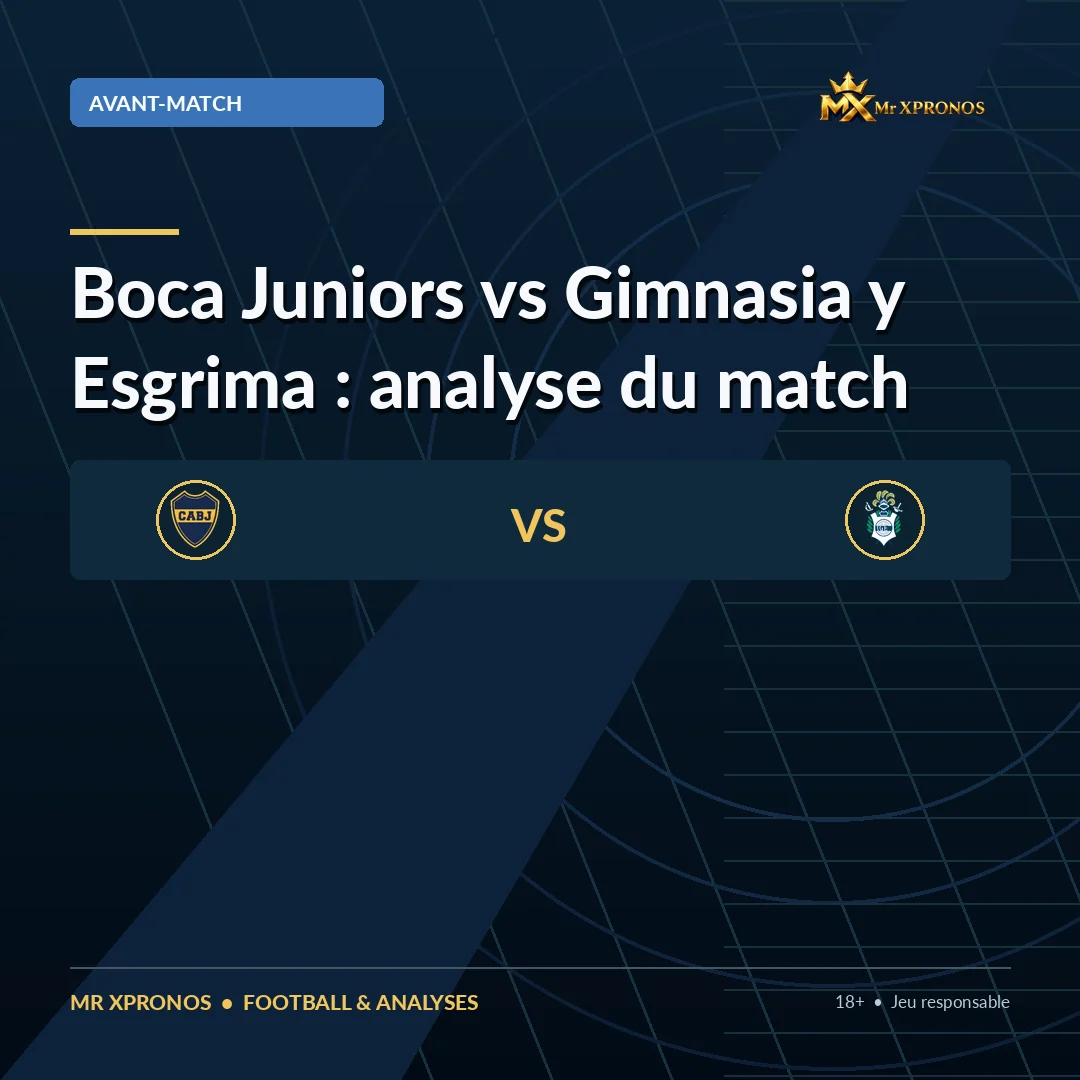 AVANT-MATCH
MX Mr XPRONOS
Boca Juniors vs Gimnasia y
Esgrima : analyse du match
CABJ
VS
MR XPRONOS ● FOOTBALL & ANALYSES
18+ ● Jeu responsable